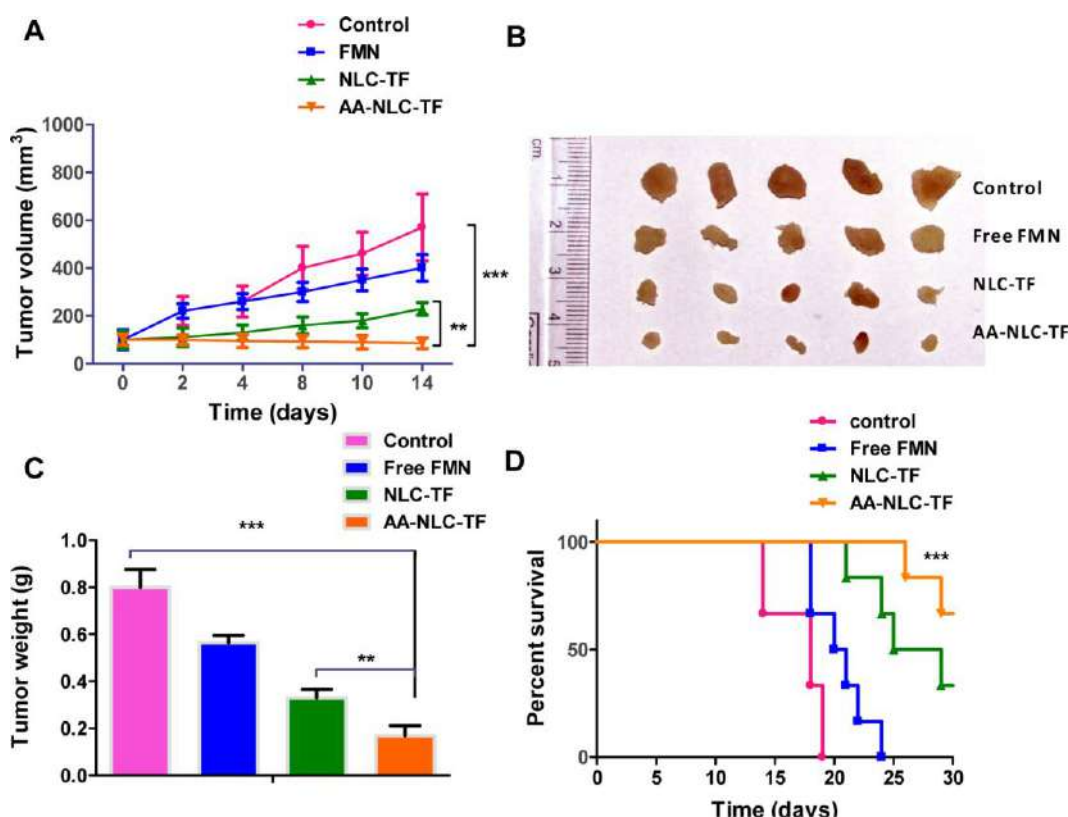 A
Control
FMN
NLC-TF
AA-NLC-TF
1000
800
600
400
200
0
Tumor volume (mm³)
0 2 4 8 10 14
Time (days)
***
**
B
cm
1
2
3
4
5
Control
Free FMN
NLC-TF
AA-NLC-TF
C
Control
Free FMN
NLC-TF
AA-NLC-TF
1.0
0.8
0.6
0.4
0.2
0.0
Tumor weight (g)
***
**
D
control
Free FMN
NLC-TF
AA-NLC-TF
100
50
0
Percent survival
0 5 10 15 20 25 30
Time (days)
***